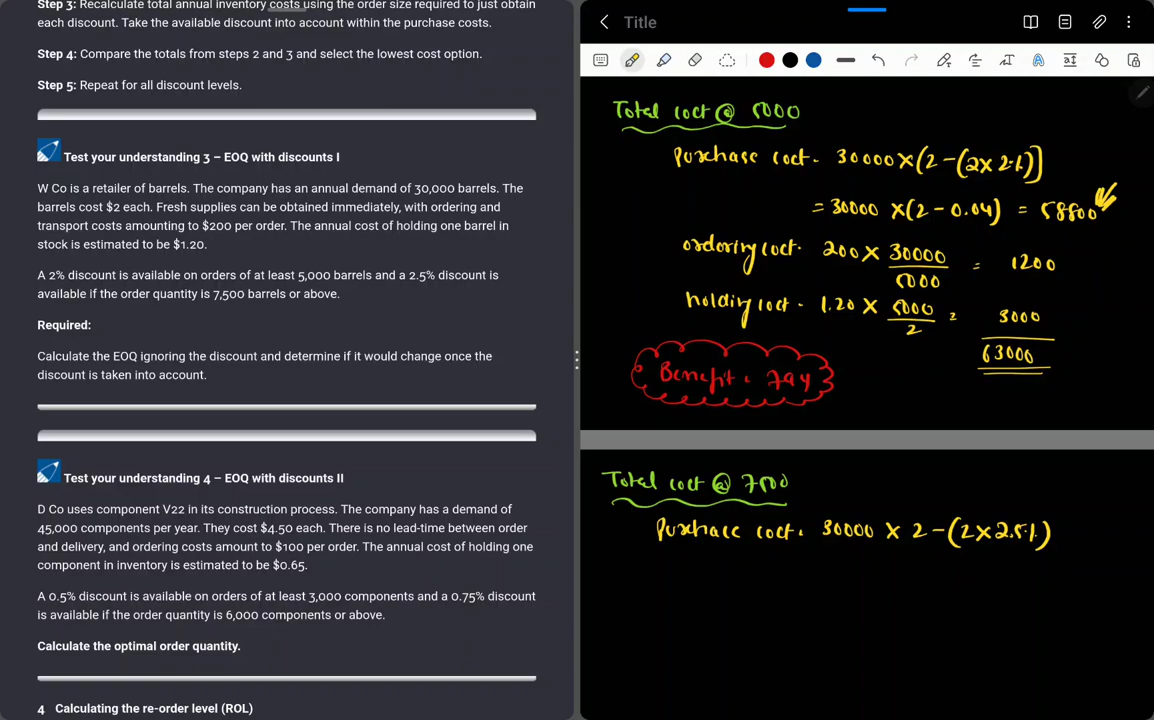 Step 3: Recalculate total annual inventory costs using the order size required to just obtain
each discount. Take the available discount into account within the purchase costs.
Step 4: Compare the totals from steps 2 and 3 and select the lowest cost option.
Step 5: Repeat for all discount levels.
Test your understanding 3 – EOQ with discounts I
W Co is a retailer of barrels. The company has an annual demand of 30,000 barrels. The
barrels cost $2 each. Fresh supplies can be obtained immediately, with ordering and
transport costs amounting to $200 per order. The annual cost of holding one barrel in
stock is estimated to be $1.20.
A 2% discount is available on orders of at least 5,000 barrels and a 2.5% discount is
available if the order quantity is 7,500 barrels or above.
Required:
Calculate the EOQ ignoring the discount and determine if it would change once the
discount is taken into account.
Test your understanding 4 – EOQ with discounts II
D Co uses component V22 in its construction process. The company has a demand of
45,000 components per year. They cost $4.50 each. There is no lead-time between order
and delivery, and ordering costs amount to $100 per order. The annual cost of holding one
component in inventory is estimated to be $0.65.
A 0.5% discount is available on orders of at least 3,000 components and a 0.75% discount
is available if the order quantity is 6,000 components or above.
Calculate the optimal order quantity.
4 Calculating the re-order level (ROL)
Title
Total cost @ 5000
Purchase cost - 30000 × (2 - (2 × 2%)]
= 30000 × (2 - 0.04) = 58800
ordering cost - 200 × 30000/5000 = 1200
holding cost - 1.20 × 5000/2 = 3000
63000
Benefit = 794
Total cost @ 7500
Purchase cost = 30000 × 2 - (2 × 2.5%)